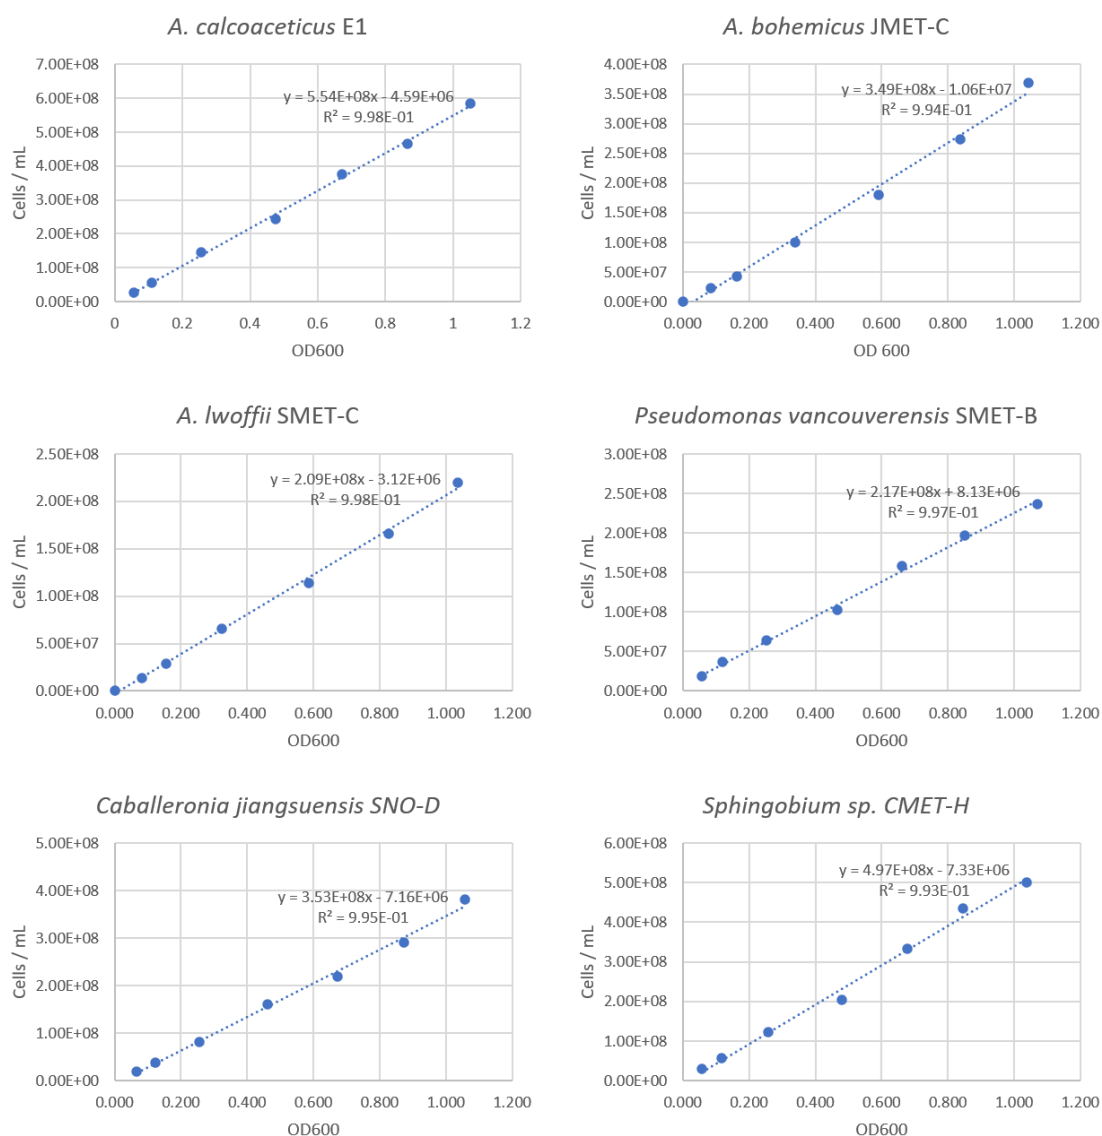 A. calcoaceticus E1
7.00E+08
6.00E+08
5.00E+08
4.00E+08
3.00E+08
2.00E+08
1.00E+08
0.00E+00
Cells / mL
y = 5.54E+08x - 4.59E+06
R² = 9.98E-01
0 0.2 0.4 0.6 0.8 1 1.2
OD600
A. bohemicus JMET-C
4.00E+08
3.50E+08
3.00E+08
2.50E+08
2.00E+08
1.50E+08
1.00E+08
5.00E+07
0.00E+00
Cells / mL
y = 3.49E+08x - 1.06E+07
R² = 9.94E-01
0.000 0.200 0.400 0.600 0.800 1.000 1.200
OD 600
A. lwoffii SMET-C
2.50E+08
2.00E+08
1.50E+08
1.00E+08
5.00E+07
0.00E+00
Cells / mL
y = 2.09E+08x - 3.12E+06
R² = 9.98E-01
0.000 0.200 0.400 0.600 0.800 1.000 1.200
OD600
Pseudomonas vancouverensis SMET-B
3.00E+08
2.50E+08
2.00E+08
1.50E+08
1.00E+08
5.00E+07
0.00E+00
Cells / mL
y = 2.17E+08x + 8.13E+06
R² = 9.97E-01
0.000 0.200 0.400 0.600 0.800 1.000 1.200
OD600
Caballeronia jiangsuensis SNO-D
5.00E+08
4.00E+08
3.00E+08
2.00E+08
1.00E+08
0.00E+00
Cells / mL
y = 3.53E+08x - 7.16E+06
R² = 9.95E-01
0.000 0.200 0.400 0.600 0.800 1.000 1.200
OD600
Sphingobium sp. CMET-H
6.00E+08
5.00E+08
4.00E+08
3.00E+08
2.00E+08
1.00E+08
0.00E+00
Cells / mL
y = 4.97E+08x - 7.33E+06
R² = 9.93E-01
0.000 0.200 0.400 0.600 0.800 1.000 1.200
OD600